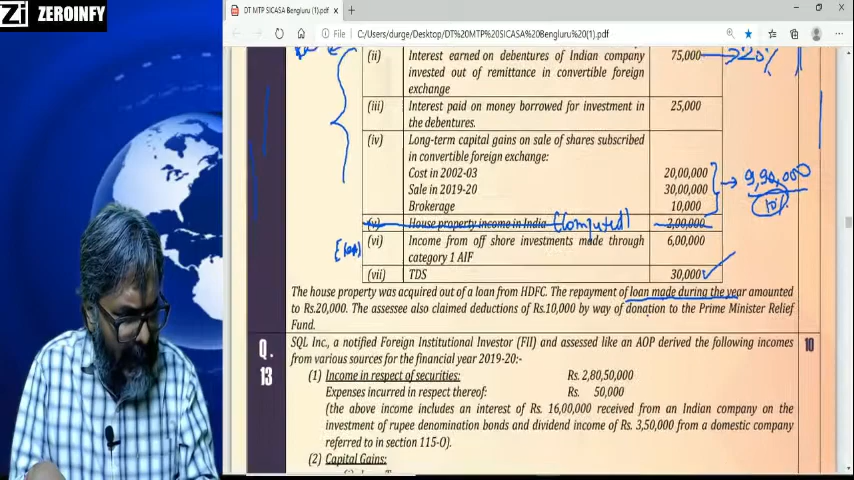 Zi ZEROINFY
DT MTP SICASA Bengluru (1).pdf
File C:/Users/durge/Desktop/DT%20MTP%20SICASA%20Bengluru%20(1).pdf
(ii) Interest earned on debentures of Indian company 75,000 20%
invested out of remittance in convertible foreign
exchange
(iii) Interest paid on money borrowed for investment in 25,000
the debentures.
(iv) Long-term capital gains on sale of shares subscribed
in convertible foreign exchange:
Cost in 2002-03 20,00,000
Sale in 2019-20 30,00,000 9,90,000
Brokerage 10,000 10%
(v) House property income in India (Computed) 2,00,000
(vi) Income from off shore investments made through 6,00,000
category 1 AIF
(vii) TDS 30,000
The house property was acquired out of a loan from HDFC. The repayment of loan made during the year amounted
to Rs.20,000. The assessee also claimed deductions of Rs.10,000 by way of donation to the Prime Minister Relief
Fund.
Q. 13
SQL Inc., a notified Foreign Institutional Investor (FII) and assessed like an AOP derived the following incomes 10
from various sources for the financial year 2019-20:-
(1) Income in respect of securities: Rs. 2,80,50,000
Expenses incurred in respect thereof: Rs. 50,000
(the above income includes an interest of Rs. 16,00,000 received from an Indian company on the
investment of rupee denomination bonds and dividend income of Rs. 3,50,000 from a domestic company
referred to in section 115-O).
(2) Capital Gains: